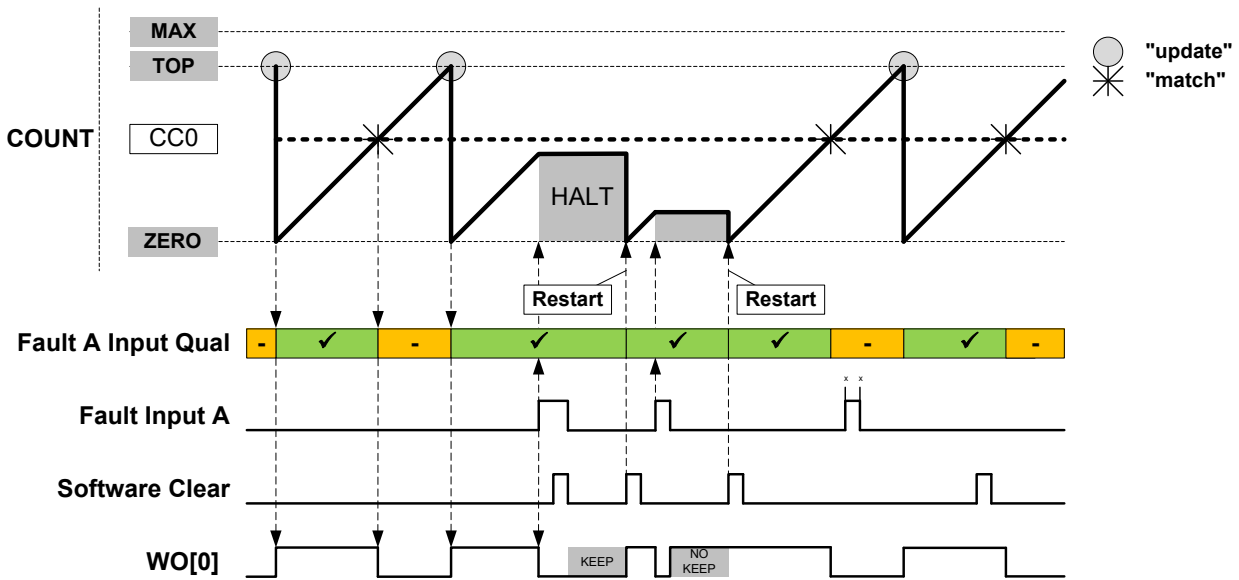 MAX
"update"
TOP
"match"
COUNT
CC0
HALT
ZERO
Restart
Restart
Fault A Input Qual
- ✓ - ✓ ✓ ✓ - ✓ -
x x
Fault Input A
Software Clear
WO[0]
KEEP
NO
KEEP